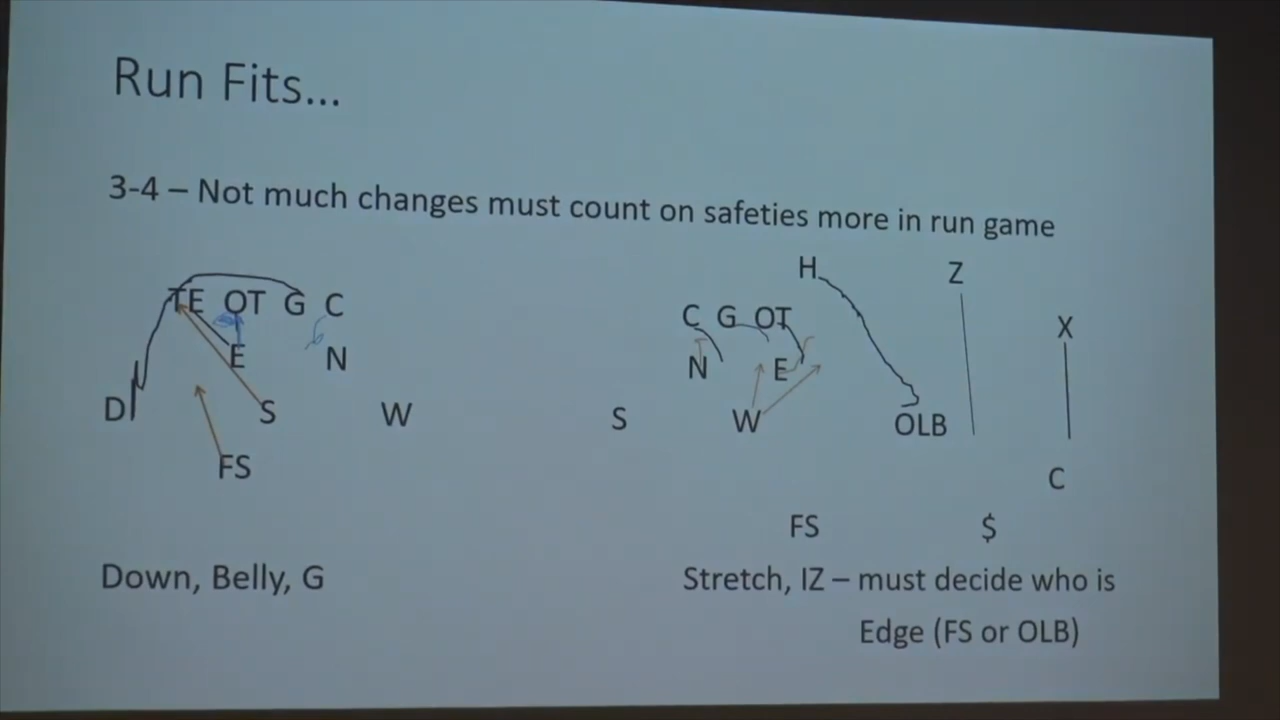 Run Fits...
3-4 – Not much changes must count on safeties more in run game
H Z
TE OT G C
C G OT
X
E N
N E
D S W
S W OLB
FS
C
FS $
Down, Belly, G
Stretch, IZ – must decide who is
Edge (FS or OLB)